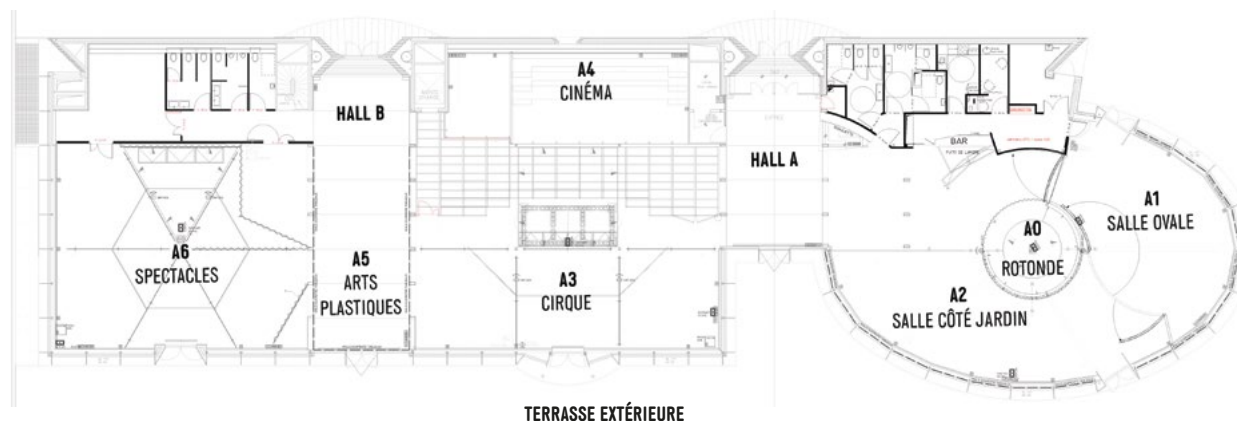 A4
CINÉMA
HALL B
HALL A
BAR
A1
SALLE OVALE
A0
ROTONDE
A6
SPECTACLES
A5
ARTS
PLASTIQUES
A3
CIRQUE
A2
SALLE CÔTÉ JARDIN
TERRASSE EXTÉRIEURE